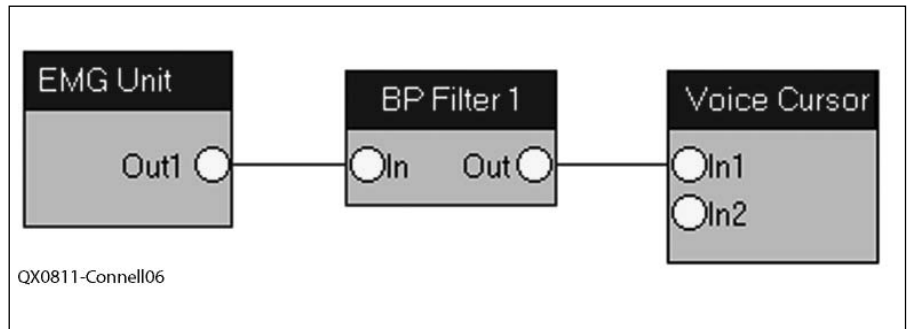 EMG Unit
Out1
BP Filter 1
In Out
Voice Cursor
In1
In2
QX0811-Connell06